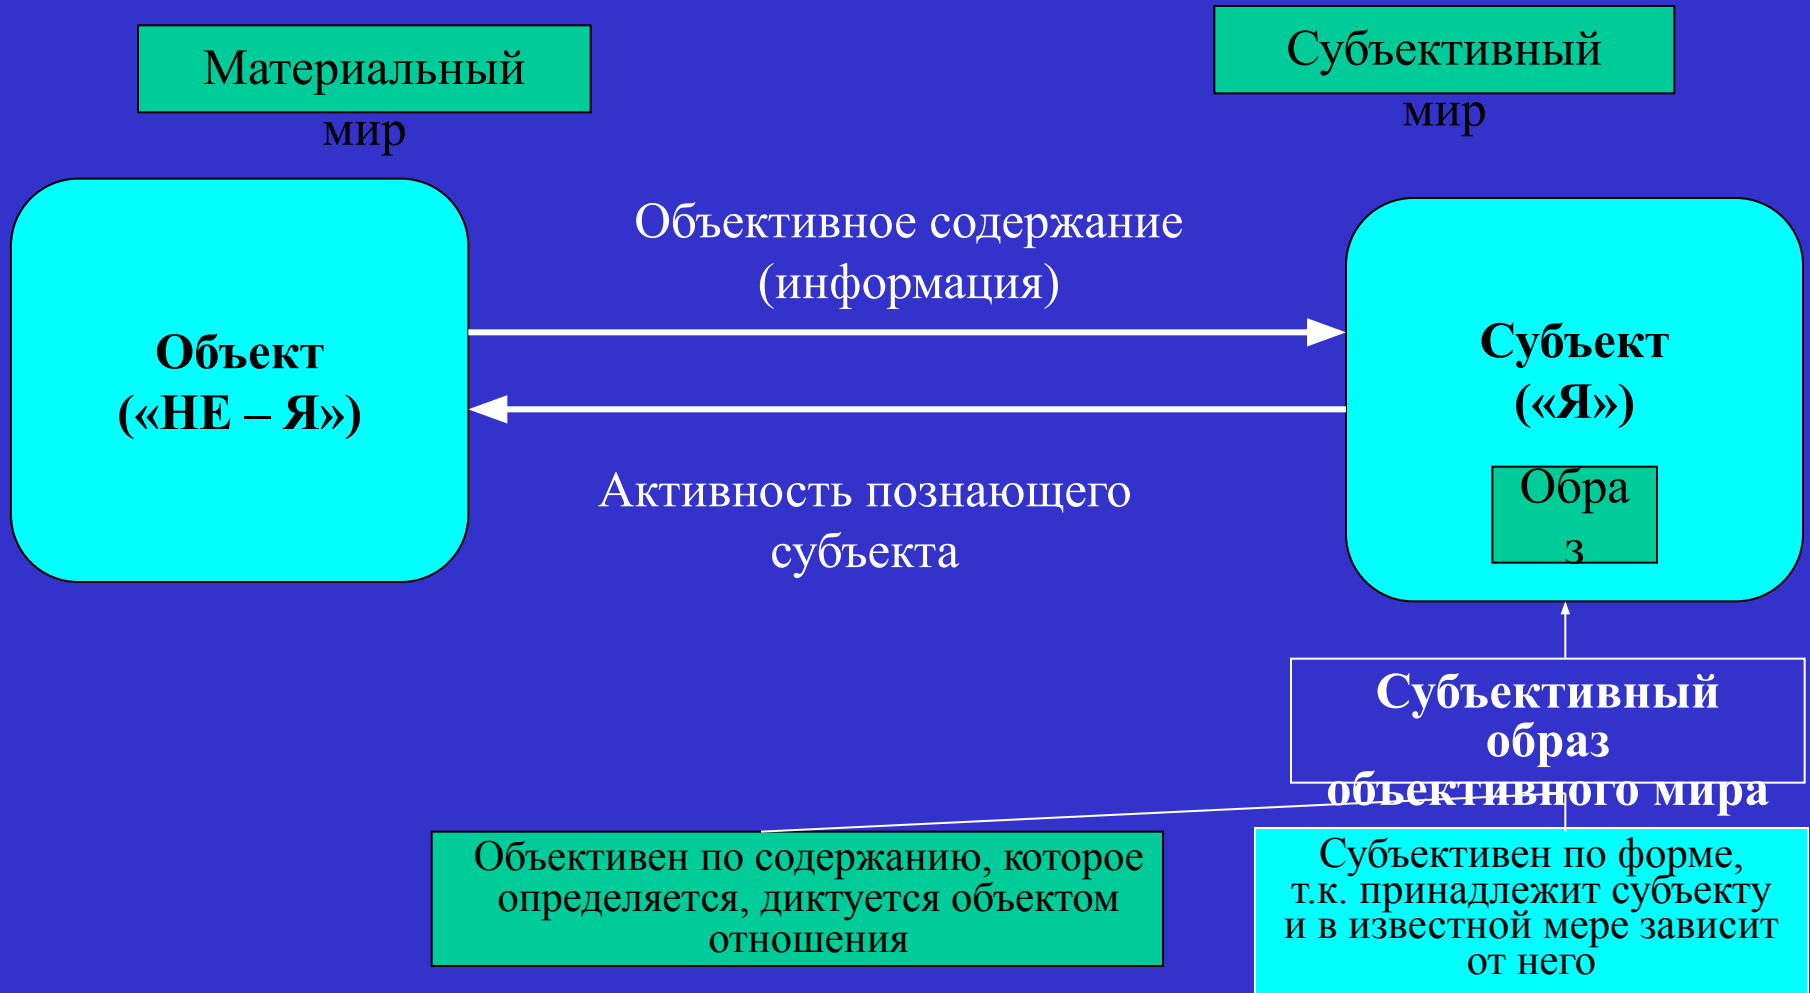 Материальный
мир
Субъективный
мир
Объективное содержание
(информация)
Объект
(«НЕ – Я»)
Субъект
(«Я»)
Обра
з
Активность познающего
субъекта
Субъективный
образ
объективного мира
Объективен по содержанию, которое
определяется, диктуется объектом
отношения
Субъективен по форме,
т.к. принадлежит субъекту
и в известной мере зависит
от него